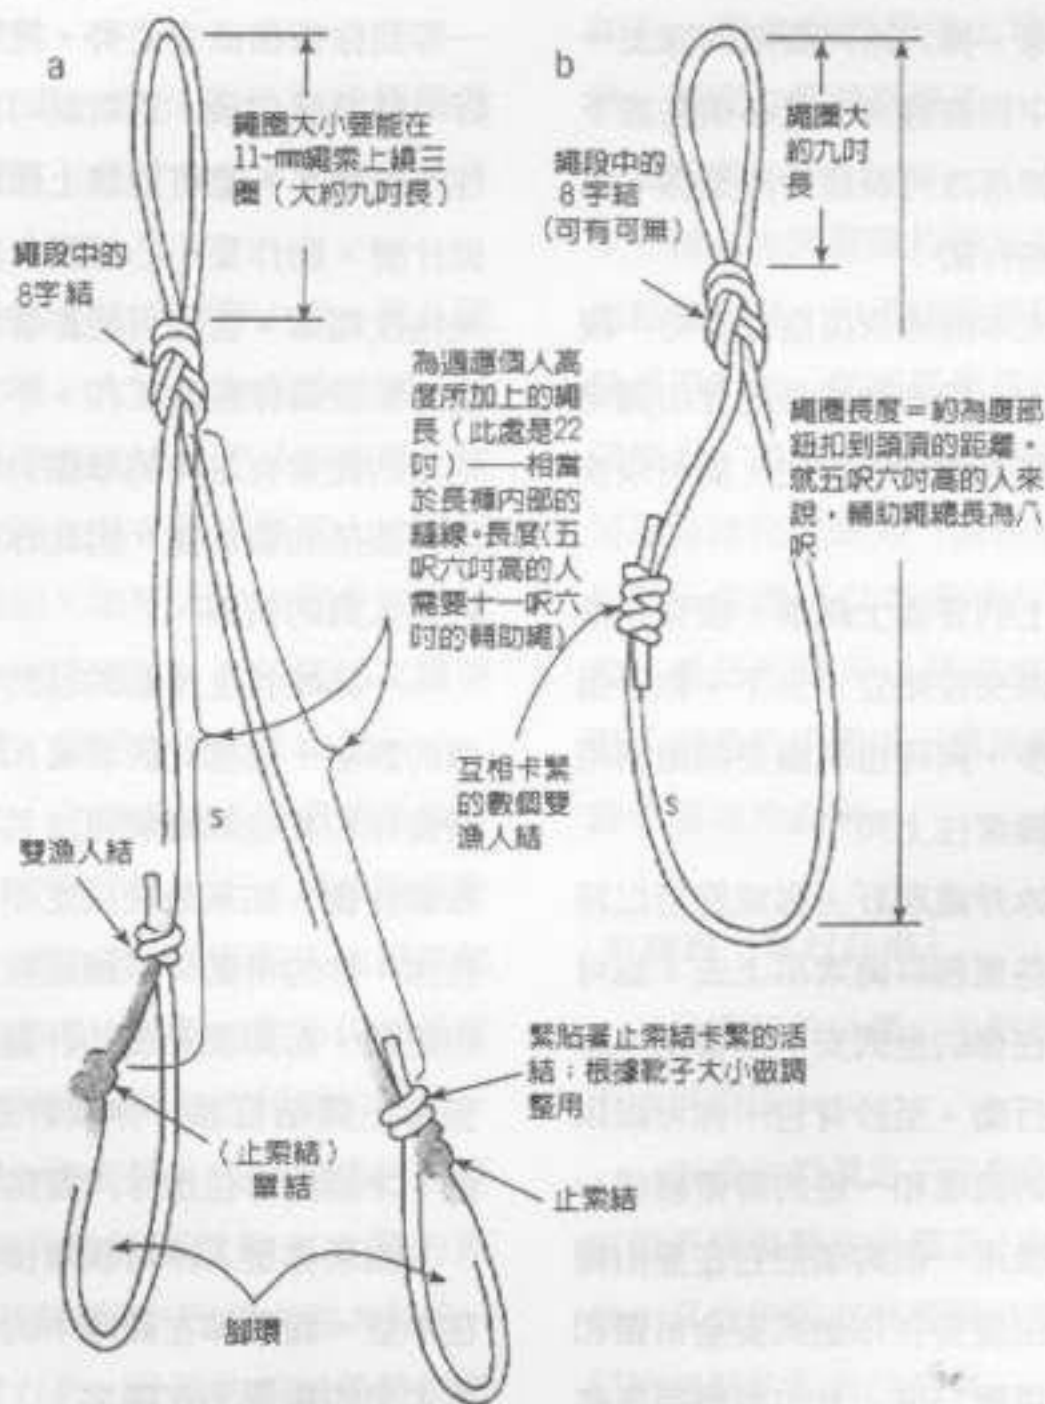 a
繩圈大小要能在
11-mm繩索上繞三
圈（大約九吋長）
繩段中的
8字結
為適應個人高
度所加上的繩
長（此處是22
吋）——相當
於長褲內部的
縫線，長度（五
呎六吋高的人
需要十一呎六
吋的輔助繩）
S
雙漁人結
（止索結）
單結
緊貼著止索結卡緊的活
結；根據靴子大小做調
整用
止索結
腳蹬
b
繩段中的
8字結
（可有可無）
繩圈大
約九吋
長
繩圈長度＝約為腹部
鈕扣到頭頂的距離。
就五呎六吋高的人來
說，輔助繩總長為八
呎
互相卡緊
的數個雙
漁人結
S